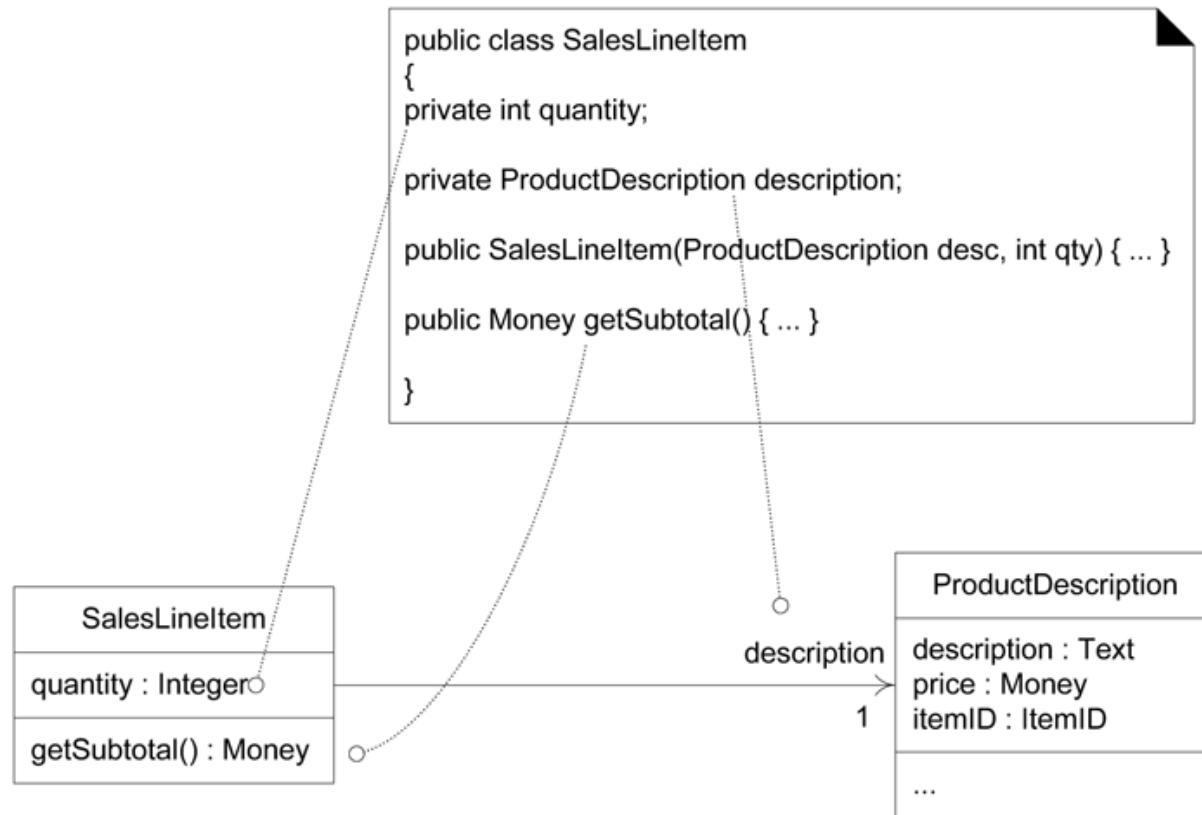 public class SalesLineItem
{
private int quantity;
private ProductDescription description;
public SalesLineItem(ProductDescription desc, int qty) { ... }
public Money getSubtotal() { ... }
}
SalesLineItem
quantity : Integer
getSubtotal() : Money
description
1
ProductDescription
description : Text
price : Money
itemID : ItemID
...